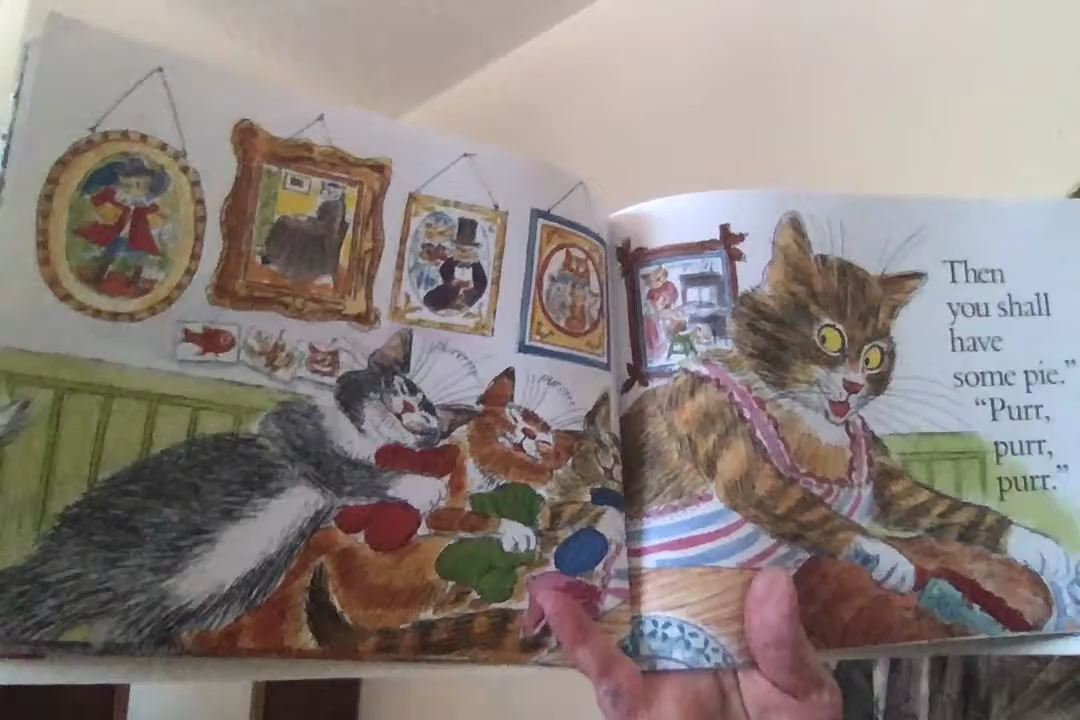 Then
you shall
have
some pie.”
“Purr,
purr,
purr.”